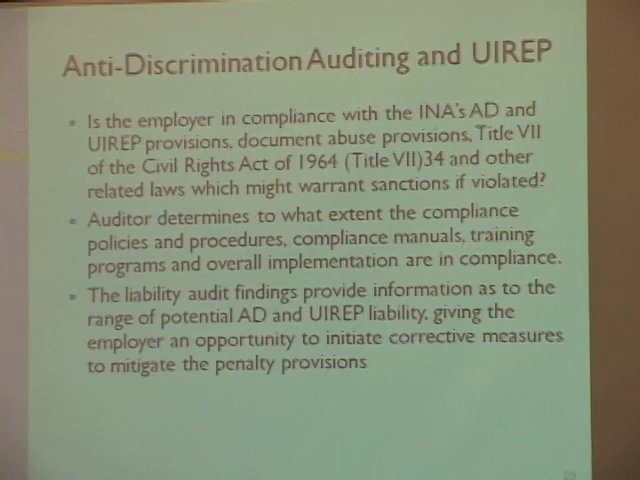 Anti-Discrimination Auditing and UIREP
• Is the employer in compliance with the INA's AD and
UIREP provisions, document abuse provisions, Title VII
of the Civil Rights Act of 1964 (Title VII)34 and other
related laws which might warrant sanctions if violated?
• Auditor determines to what extent the compliance
policies and procedures, compliance manuals, training
programs and overall implementation are in compliance.
• The liability audit findings provide information as to the
range of potential AD and UIREP liability, giving the
employer an opportunity to initiate corrective measures
to mitigate the penalty provisions